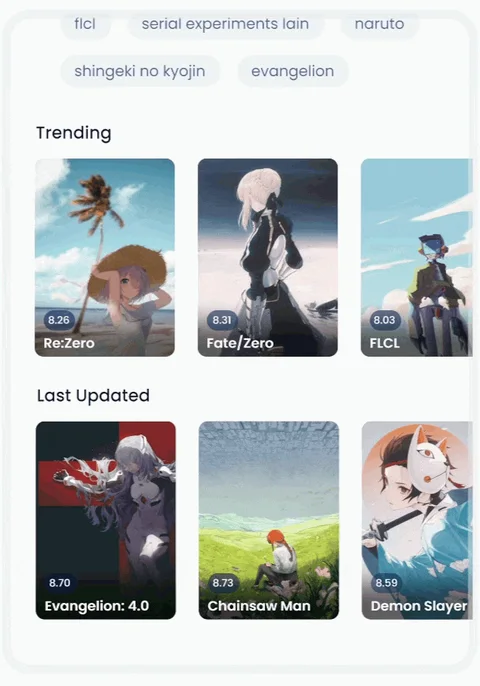 flcl serial experiments lain naruto
shingeki no kyojin evangelion
Trending
8.26 8.31 8.03
Re:Zero Fate/Zero FLCL
Last Updated
8.70 8.73 8.59
Evangelion: 4.0 Chainsaw Man Demon Slayer